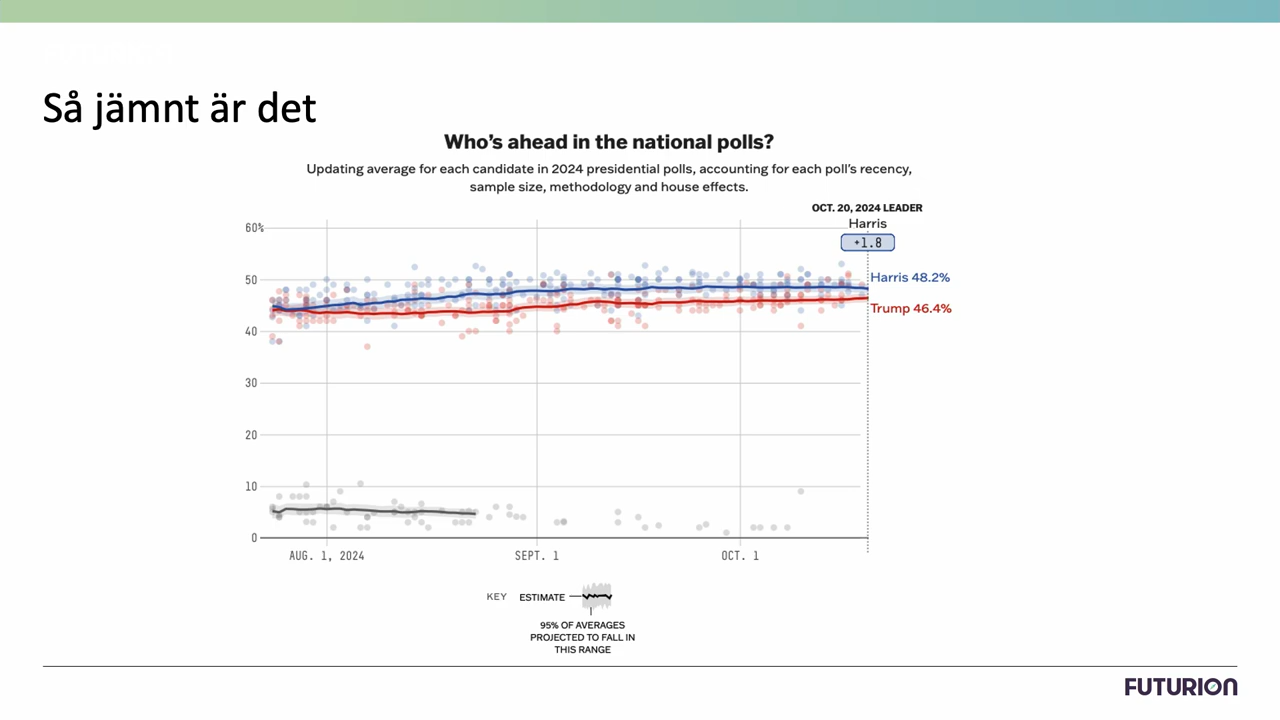 Så jämnt är det
Who's ahead in the national polls?
Updating average for each candidate in 2024 presidential polls, accounting for each poll's recency,
sample size, methodology and house effects.
OCT. 20, 2024 LEADER
Harris
+1.8
60%
50
40
30
20
10
0
Harris 48.2%
Trump 46.4%
AUG. 1, 2024
SEPT. 1
OCT. 1
KEY
ESTIMATE
95% OF AVERAGES
PROJECTED TO FALL IN
THIS RANGE
FUTURION